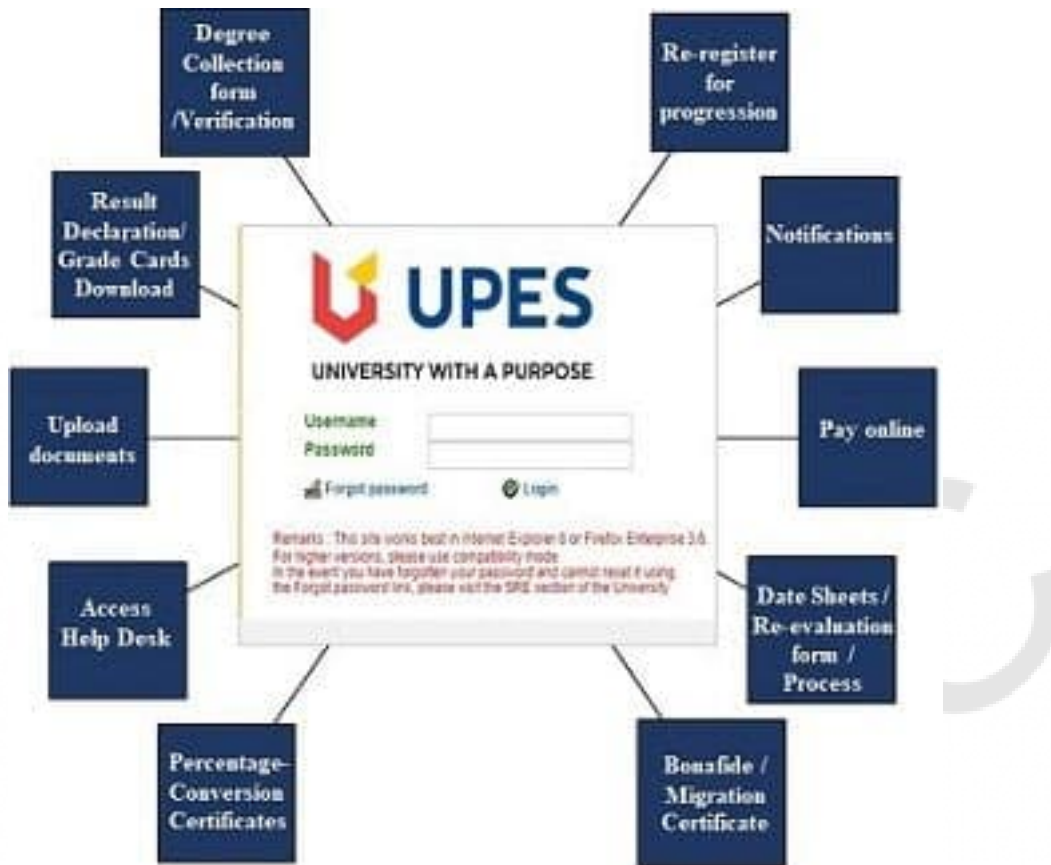 Degree
Collection
form
/Verification
Re-register
for
progression
Result
Declaration/
Grade Cards
Download
Notifications
UPES
UNIVERSITY WITH A PURPOSE
Upload
documents
Username
Password
Forgot password
Login
Pay online
Remarks : This site works best in Internet Explorer 6 or Firefox Enterprise 3.6
For higher versions, please use compatibility mode
In the event you have forgotten your password and cannot reset it using
the Forgot password link, please visit the SRE section of the University
Access
Help Desk
Date Sheets /
Re-evaluation
form /
Process
Percentage-
Conversion
Certificates
Bonafide /
Migration
Certificate